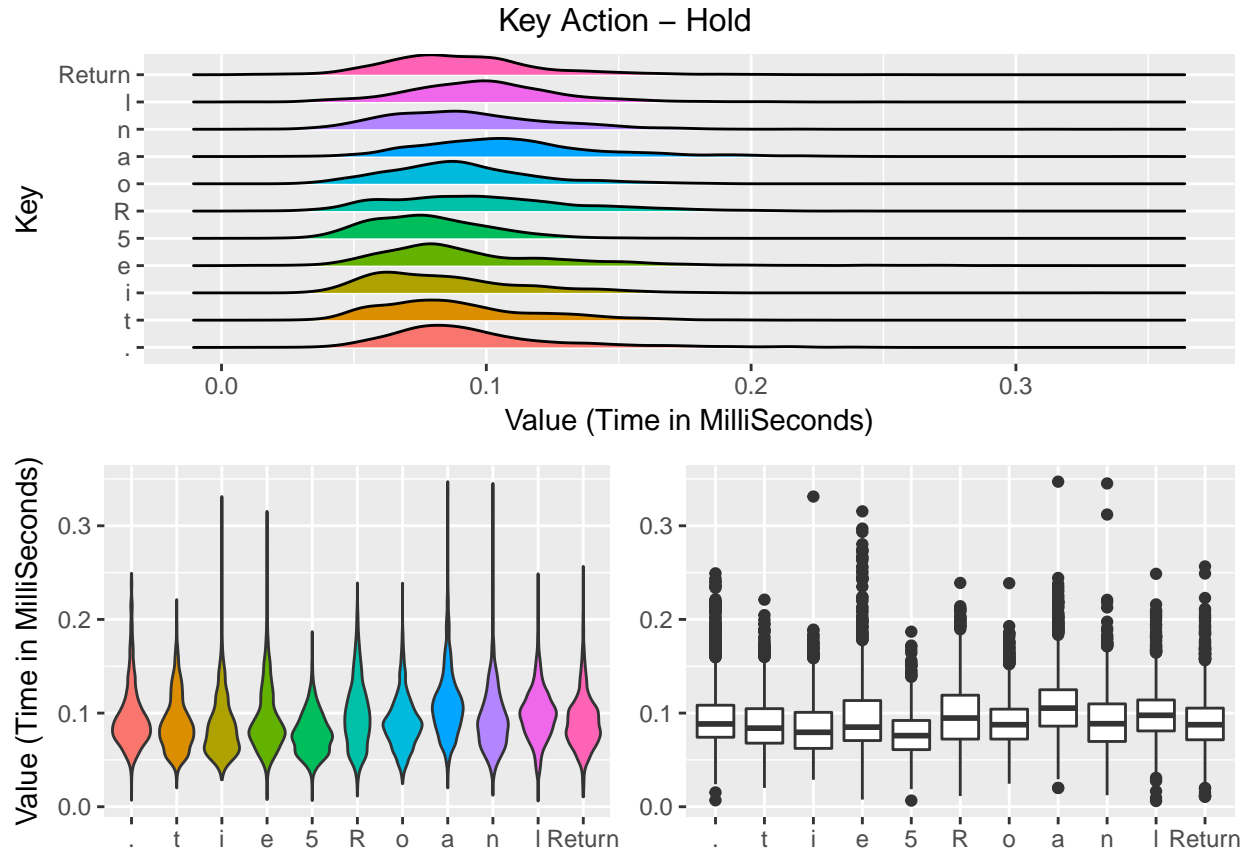 Key Action – Hold
Key
Return
l
n
a
o
R
5
e
i
t
.
0.0 0.1 0.2 0.3
Value (Time in MilliSeconds)
Value (Time in MilliSeconds)
0.3
0.2
0.1
0.0
. t i e 5 R o a n l Return
0.3
0.2
0.1
0.0
. t i e 5 R o a n l Return